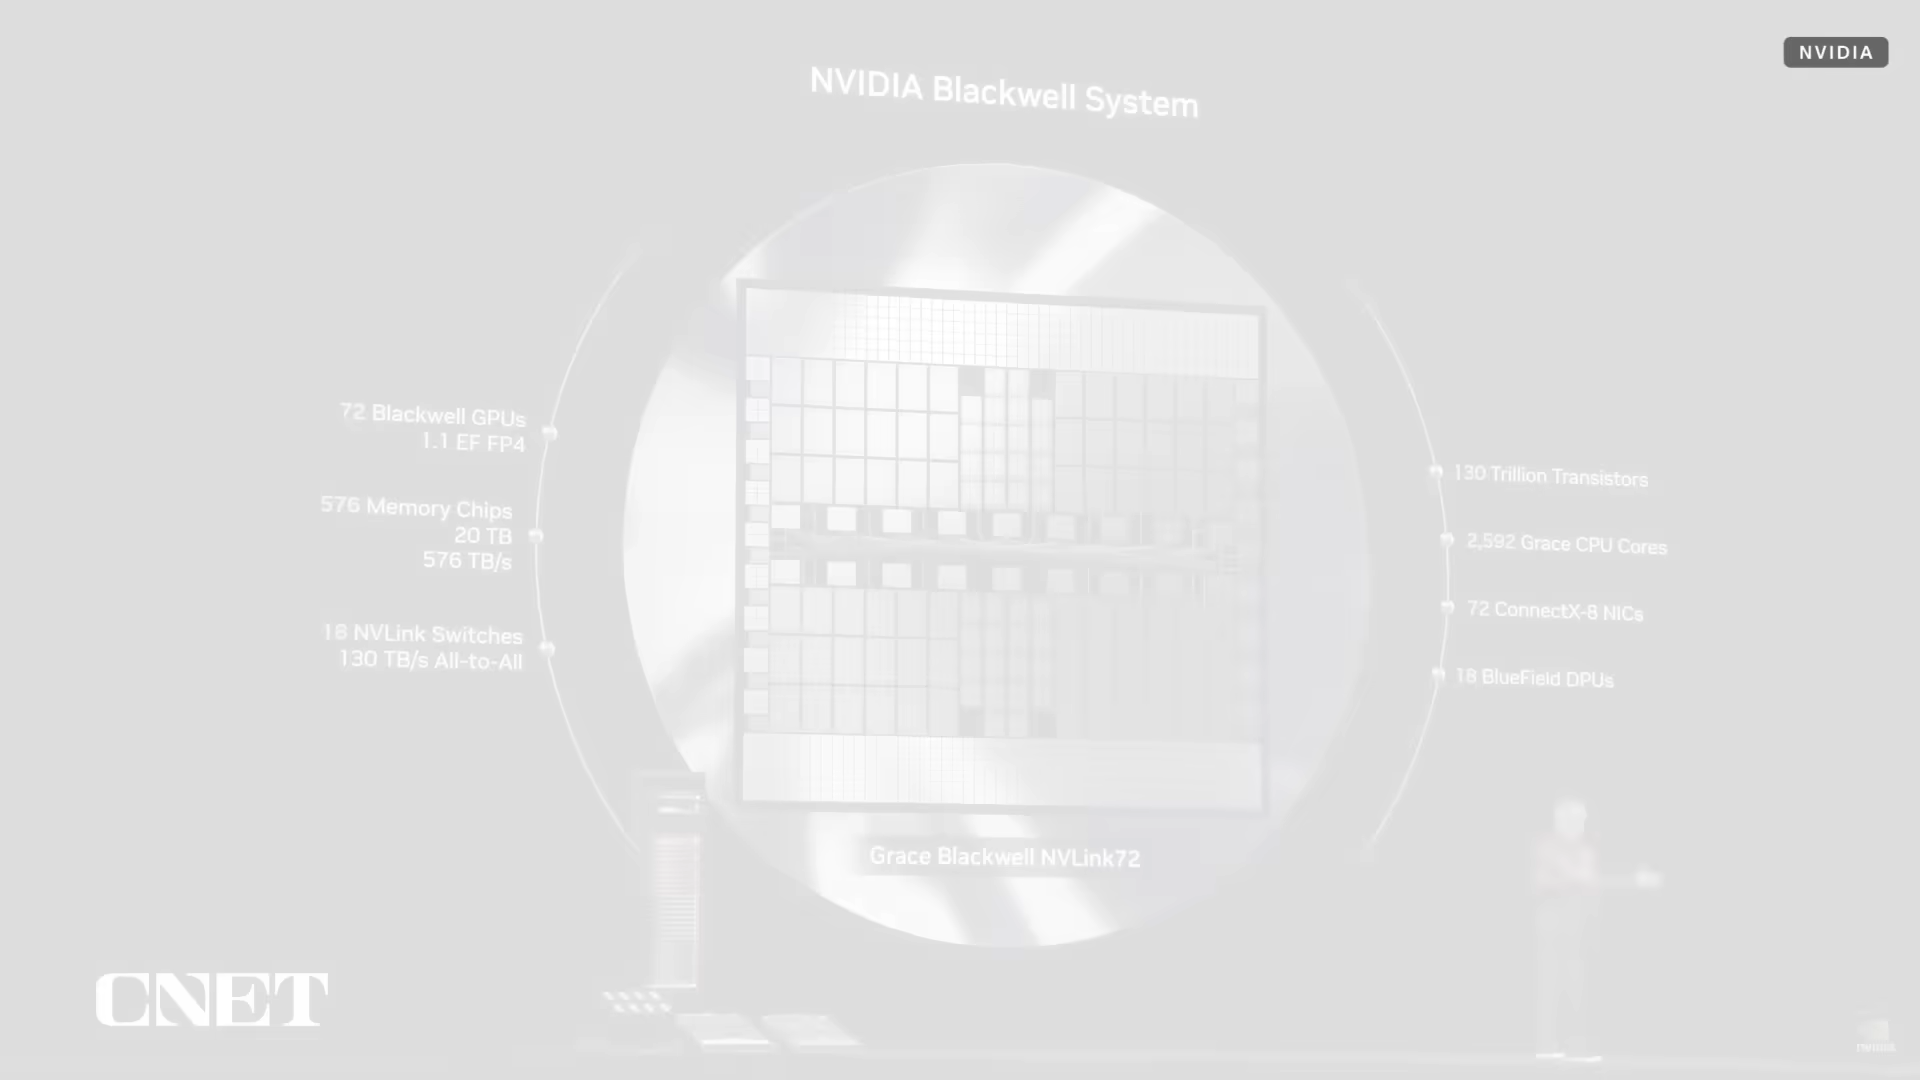 NVIDIA
NVIDIA Blackwell System
72 Blackwell GPUs
1.1 EF FP4
576 Memory Chips
20 TB
576 TB/s
18 NVLink Switches
130 TB/s All-to-All
130 Trillion Transistors
2,592 Grace CPU Cores
72 ConnectX-8 NICs
18 BlueField DPUs
Grace Blackwell NVLink72
CNET
NVIDIA